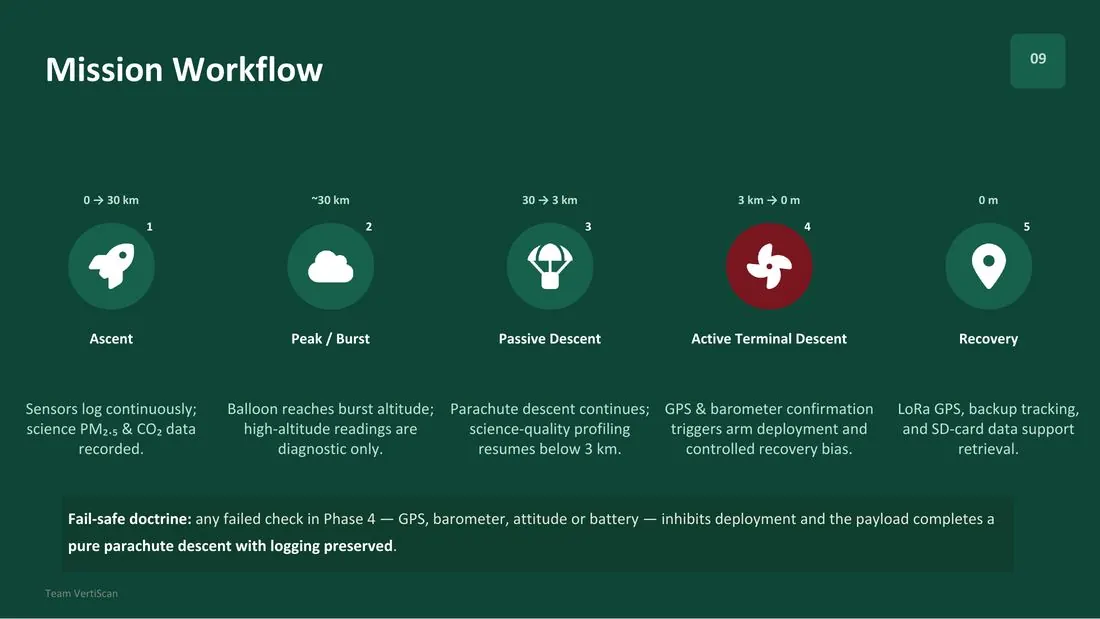 Mission Workflow
09
0 → 30 km
1
Ascent
Sensors log continuously;
science PM₂.₅ & CO₂ data
recorded.
~30 km
2
Peak / Burst
Balloon reaches burst altitude;
high-altitude readings are
diagnostic only.
30 → 3 km
3
Passive Descent
Parachute descent continues;
science-quality profiling
resumes below 3 km.
3 km → 0 m
4
Active Terminal Descent
GPS & barometer confirmation
triggers arm deployment and
controlled recovery bias.
0 m
5
Recovery
LoRa GPS, backup tracking,
and SD-card data support
retrieval.
Fail-safe doctrine: any failed check in Phase 4 — GPS, barometer, attitude or battery — inhibits deployment and the payload completes a
pure parachute descent with logging preserved.
Team VertiScan